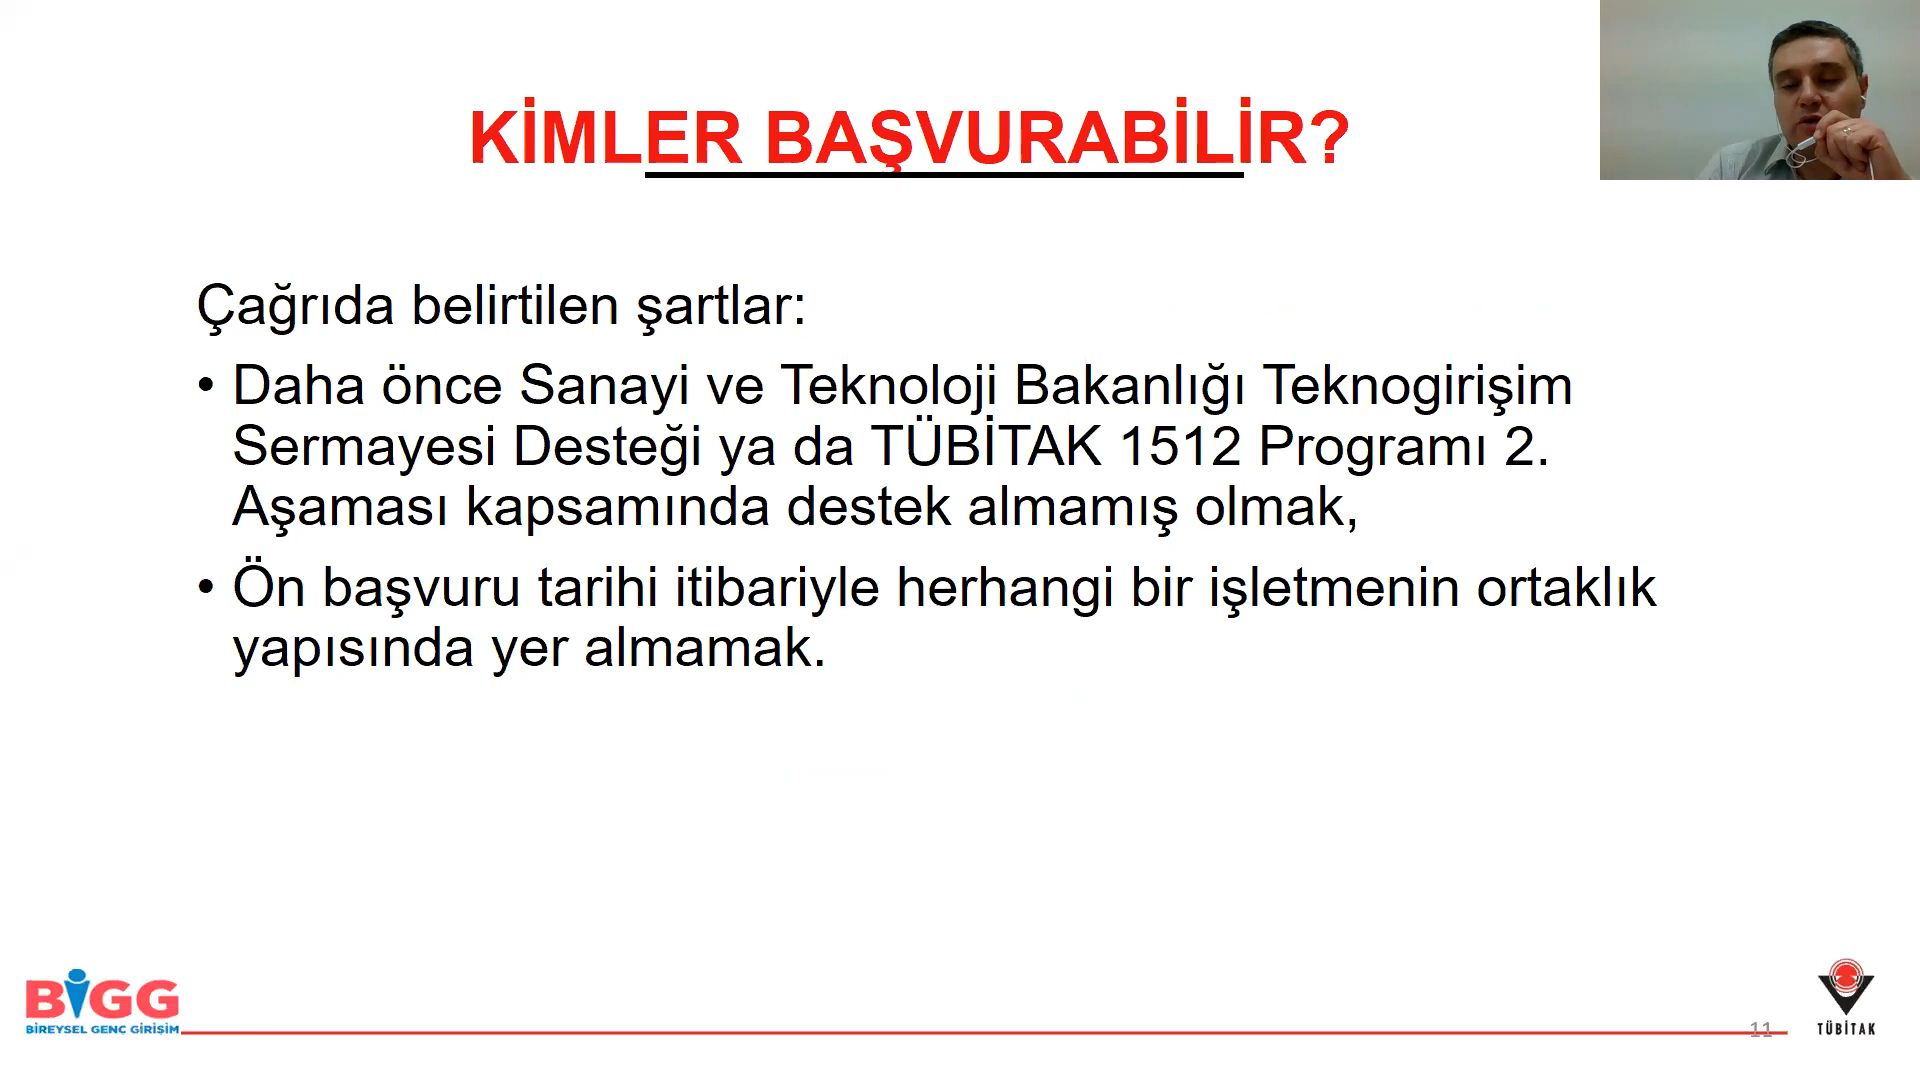 KİMLER BAŞVURABİLİR?
Çağrıda belirtilen şartlar:
• Daha önce Sanayi ve Teknoloji Bakanlığı Teknogirişim
Sermayesi Desteği ya da TÜBİTAK 1512 Programı 2.
Aşaması kapsamında destek almamış olmak,
• Ön başvuru tarihi itibariyle herhangi bir işletmenin ortaklık
yapısında yer almamak.
BiGG
BİREYSEL GENÇ GİRİŞİM
11
TÜBİTAK